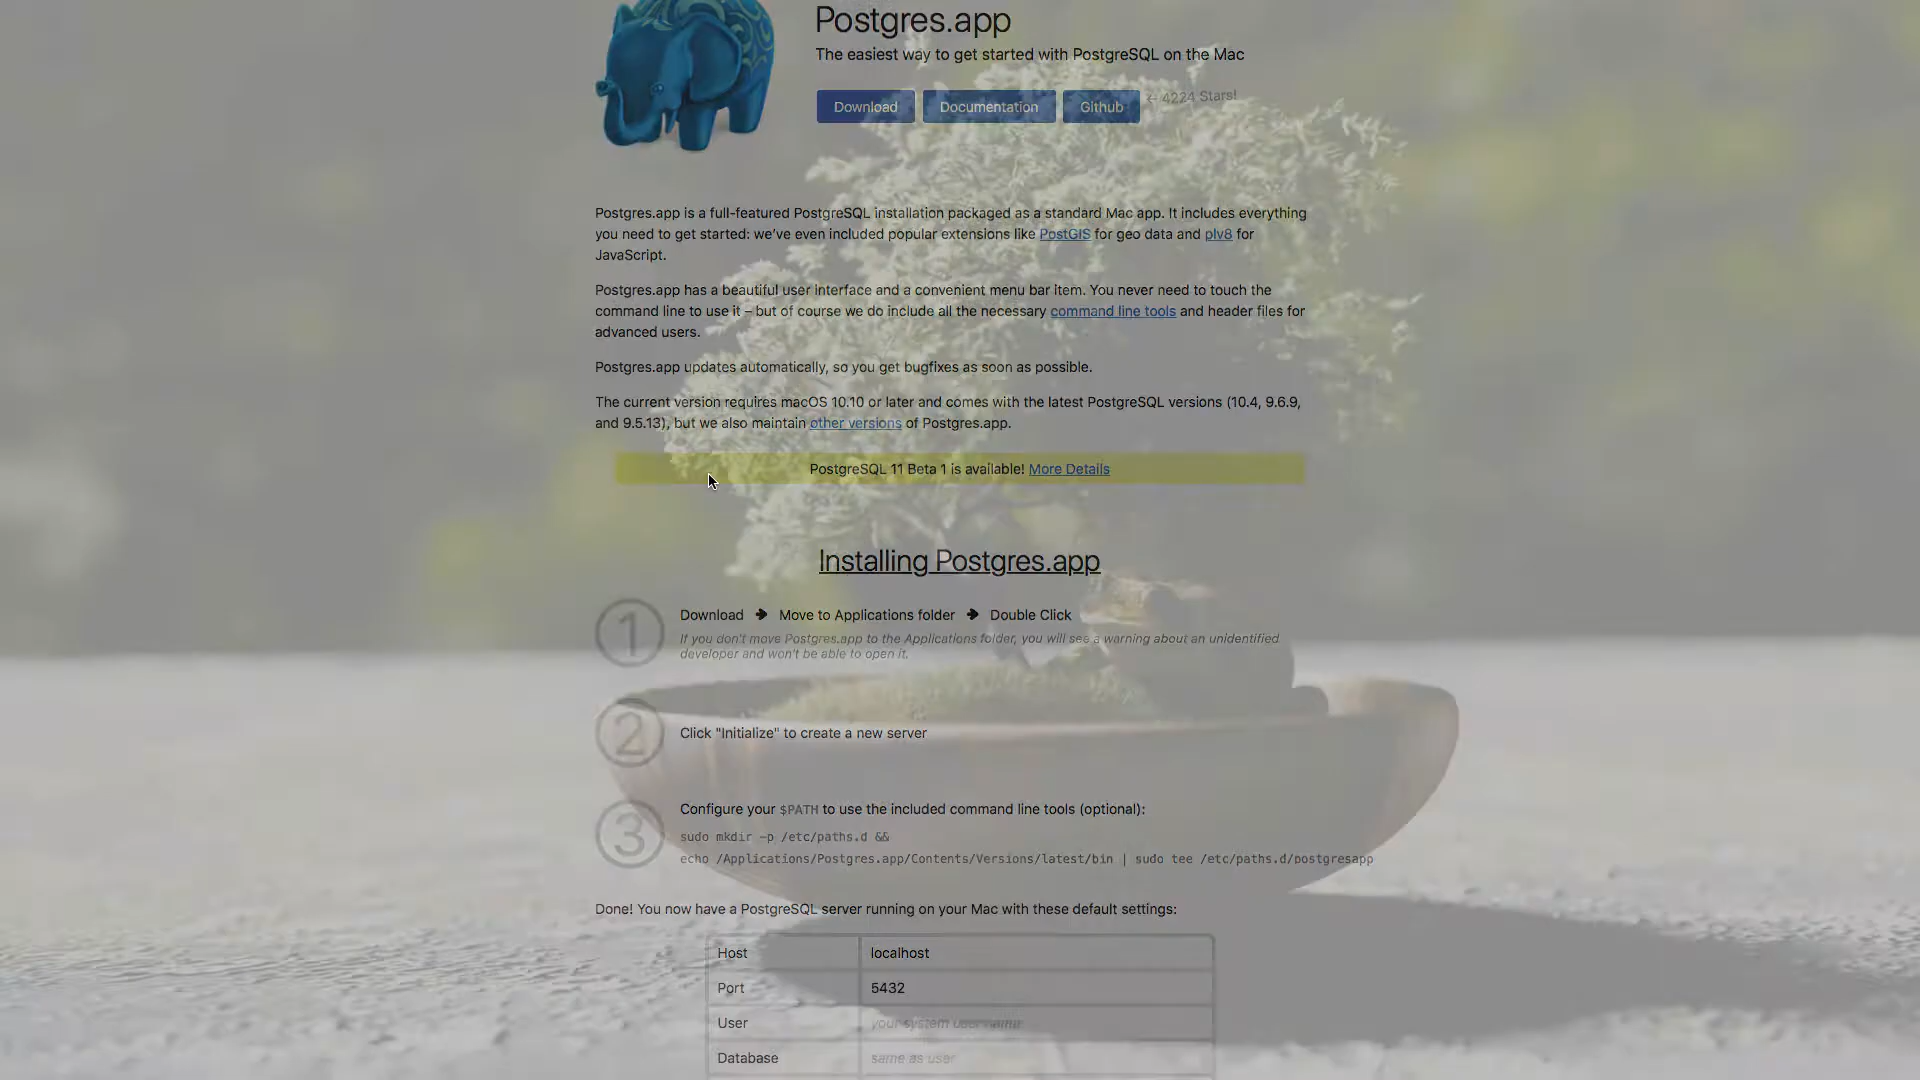 Postgres.app
The easiest way to get started with PostgreSQL on the Mac
Download Documentation Github ← 4224 Stars!
Postgres.app is a full-featured PostgreSQL installation packaged as a standard Mac app. It includes everything
you need to get started: we’ve even included popular extensions like PostGIS for geo data and plv8 for
JavaScript.
Postgres.app has a beautiful user interface and a convenient menu bar item. You never need to touch the
command line to use it – but of course we do include all the necessary command line tools and header files for
advanced users.
Postgres.app updates automatically, so you get bugfixes as soon as possible.
The current version requires macOS 10.10 or later and comes with the latest PostgreSQL versions (10.4, 9.6.9,
and 9.5.13), but we also maintain other versions of Postgres.app.
PostgreSQL 11 Beta 1 is available! More Details
Installing Postgres.app
1 Download → Move to Applications folder → Double Click
If you don't move Postgres.app to the Applications folder, you will see a warning about an unidentified
developer and won't be able to open it.
2 Click "Initialize" to create a new server
3 Configure your $PATH to use the included command line tools (optional):
sudo mkdir -p /etc/paths.d &&
echo /Applications/Postgres.app/Contents/Versions/latest/bin | sudo tee /etc/paths.d/postgresapp
Done! You now have a PostgreSQL server running on your Mac with these default settings:
Host localhost
Port 5432
User your system user name
Database same as user